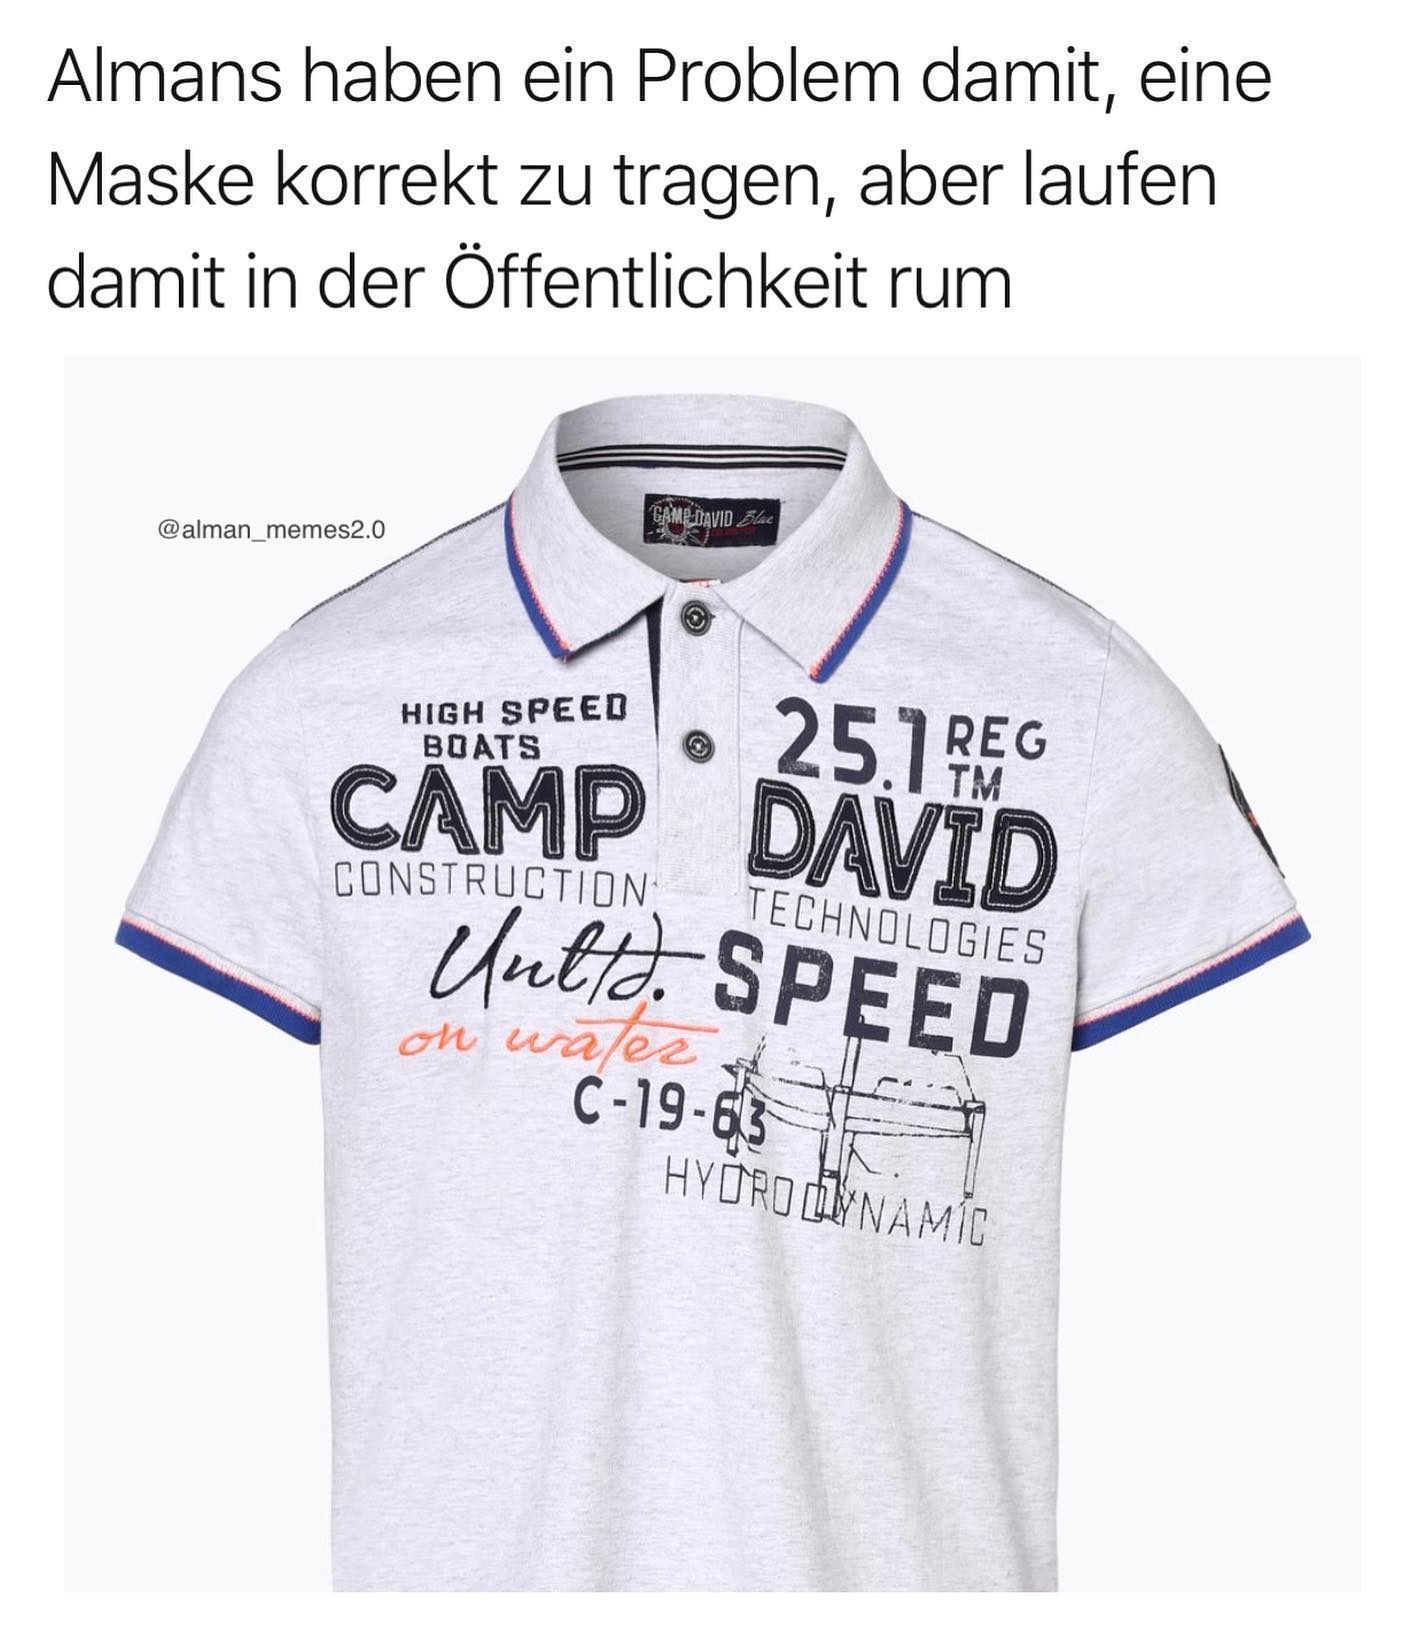 Almans haben ein Problem damit, eine
Maske korrekt zu tragen, aber laufen
damit in der Öffentlichkeit rum
@alman_memes2.0
CAMP DAVID Blue
HIGH SPEED
BOATS
CAMP
CONSTRUCTION
Unltd.
on water
25.1 REG
TM
DAVID
TECHNOLOGIES
SPEED
C-19-63
HYDRODYNAMIC